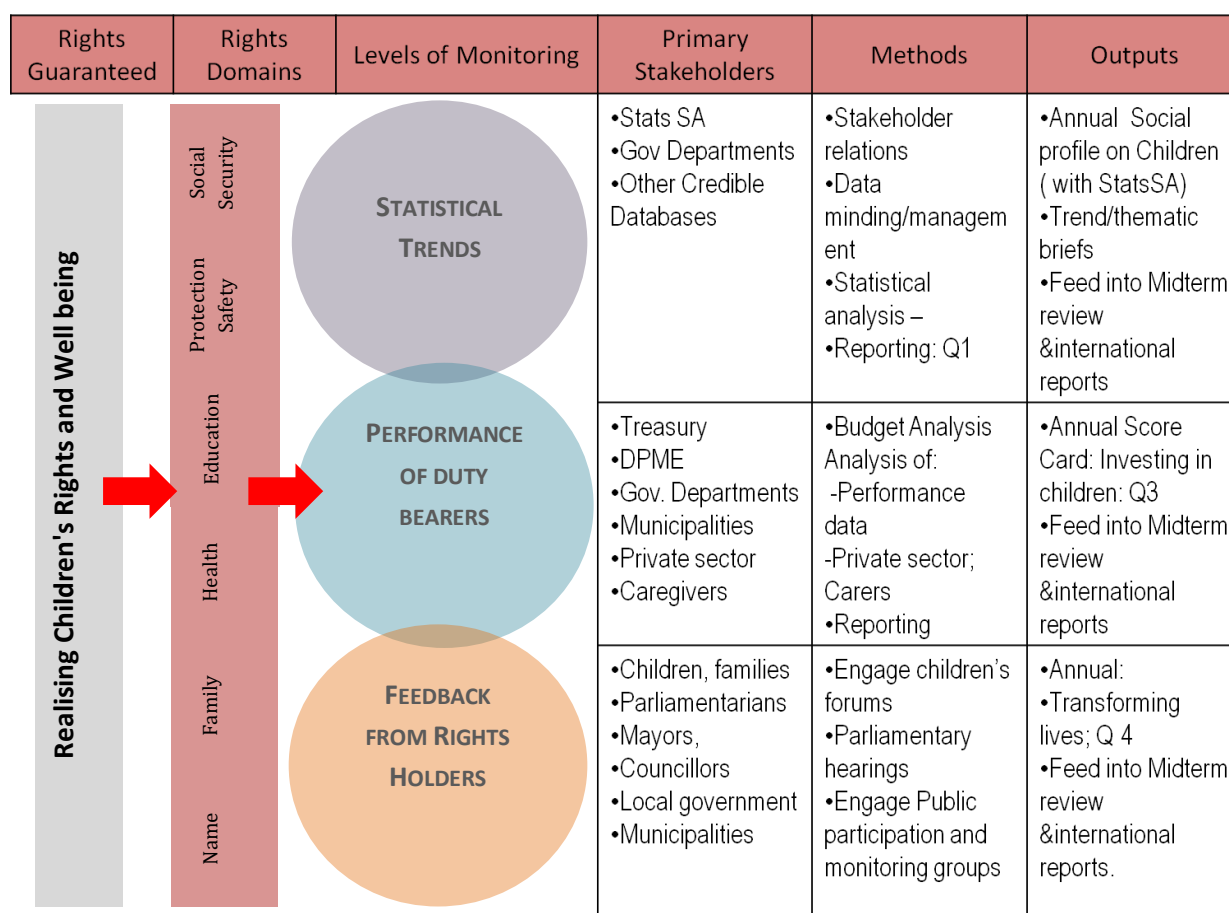 Rights
Guaranteed
Rights
Domains
Levels of Monitoring
Primary
Stakeholders
Methods
Outputs
Realising Children's Rights and Well being
Social
Security
Protection
Safety
Education
Health
Family
Name
STATISTICAL
TRENDS
•Stats SA
•Gov Departments
•Other Credible
Databases
•Stakeholder
relations
•Data
minding/managem
ent
•Statistical
analysis –
•Reporting: Q1
•Annual Social
profile on Children
( with StatsSA)
•Trend/thematic
briefs
•Feed into Midterm
review
&international
reports
PERFORMANCE
OF DUTY
BEARERS
•Treasury
•DPME
•Gov. Departments
•Municipalities
•Private sector
•Caregivers
•Budget Analysis
Analysis of:
-Performance
data
-Private sector;
Carers
•Reporting
•Annual Score
Card: Investing in
children: Q3
•Feed into Midterm
review
&international
reports
FEEDBACK
FROM RIGHTS
HOLDERS
•Children, families
•Parliamentarians
•Mayors,
•Councillors
•Local government
•Municipalities
•Engage children’s
forums
•Parliamentary
hearings
•Engage Public
participation and
monitoring groups
•Annual:
•Transforming
lives; Q 4
•Feed into Midterm
review
&international
reports.